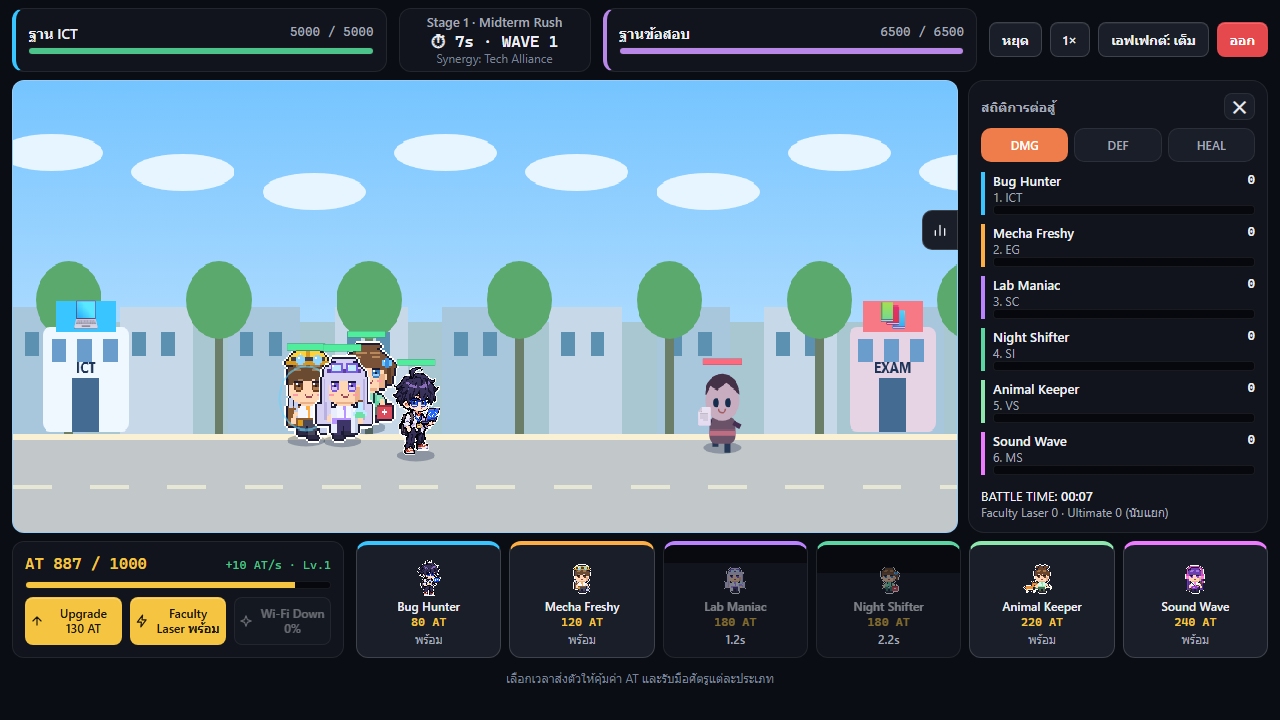 ฐาน ICT
5000 / 5000
Stage 1 · Midterm Rush
⏱ 7s · WAVE 1
Synergy: Tech Alliance
ฐานข้อสอบ
6500 / 6500
หยุด
1×
เอฟเฟกต์: เต็ม
ออก
ICT
EXAM
สถิติการต่อสู้
DMG
DEF
HEAL
Bug Hunter
0
1. ICT
Mecha Freshy
0
2. EG
Lab Maniac
0
3. SC
Night Shifter
0
4. SI
Animal Keeper
0
5. VS
Sound Wave
0
6. MS
BATTLE TIME: 00:07
Faculty Laser 0 · Ultimate 0 (นับแยก)
AT 887 / 1000
+10 AT/s · Lv.1
Upgrade
130 AT
Faculty
Laser พร้อม
Wi-Fi Down
0%
Bug Hunter
80 AT
พร้อม
Mecha Freshy
120 AT
พร้อม
Lab Maniac
180 AT
1.2s
Night Shifter
180 AT
2.2s
Animal Keeper
220 AT
พร้อม
Sound Wave
240 AT
พร้อม
เลือกเวลาส่งตัวให้คุ้มค่า AT และรับมือศัตรูแต่ละประเภท